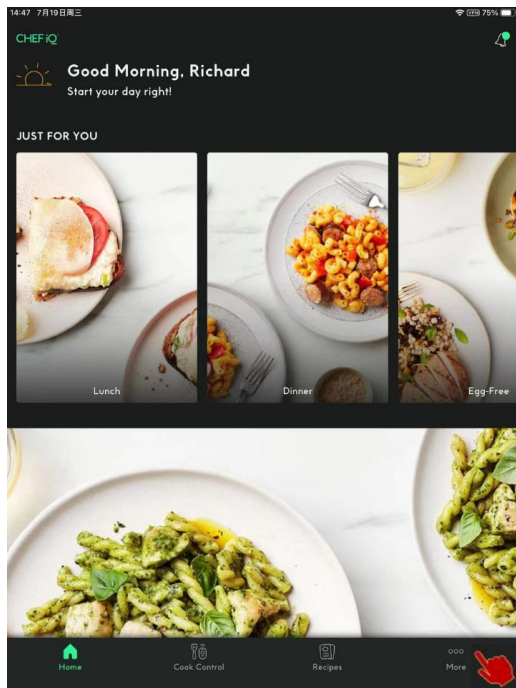 14:47 7月19日周三
VPN 75%
CHEF iQ
Good Morning, Richard
Start your day right!
JUST FOR YOU
Lunch
Dinner
Egg-Free
Home
Cook Control
Recipes
More